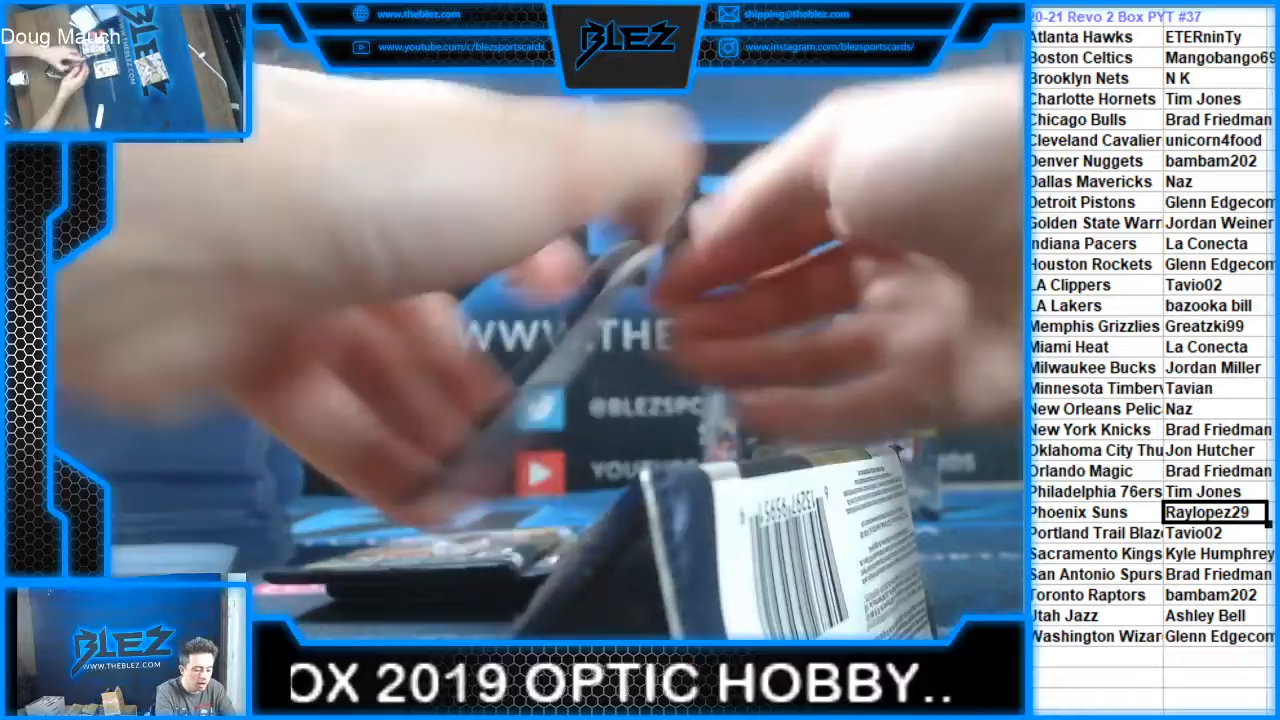 Doug Mauch
www.theblez.com
www.youtube.com/c/blezsportscards
BLEZ
shipping@theblez.com
www.instagram.com/blezsportscards/
20-21 Revo 2 Box PYT #37
Atlanta Hawks ETERninTy
Boston Celtics Mangobango69
Brooklyn Nets N K
Charlotte Hornets Tim Jones
Chicago Bulls Brad Friedman
Cleveland Cavalier unicorn4food
Denver Nuggets bambam202
Dallas Mavericks Naz
Detroit Pistons Glenn Edgecom
Golden State Warr Jordan Weiner
Indiana Pacers La Conecta
Houston Rockets Glenn Edgecom
LA Clippers Tavio02
LA Lakers bazooka bill
Memphis Grizzlies Greatzki99
Miami Heat La Conecta
Milwaukee Bucks Jordan Miller
Minnesota Timberv Tavian
New Orleans Pelic Naz
New York Knicks Brad Friedman
Oklahoma City Thu Jon Hutcher
Orlando Magic Brad Friedman
Philadelphia 76ers Tim Jones
Phoenix Suns Raylopez29
Portland Trail Blaz Tavio02
Sacramento Kings Kyle Humphrey
San Antonio Spurs Brad Friedman
Toronto Raptors bambam202
Utah Jazz Ashley Bell
Washington Wizar Glenn Edgecom
WWW.THE
@BLEZSPO
YOUTUBE
BLEZ
WWW.THEBLEZ.COM
OX 2019 OPTIC HOBBY..